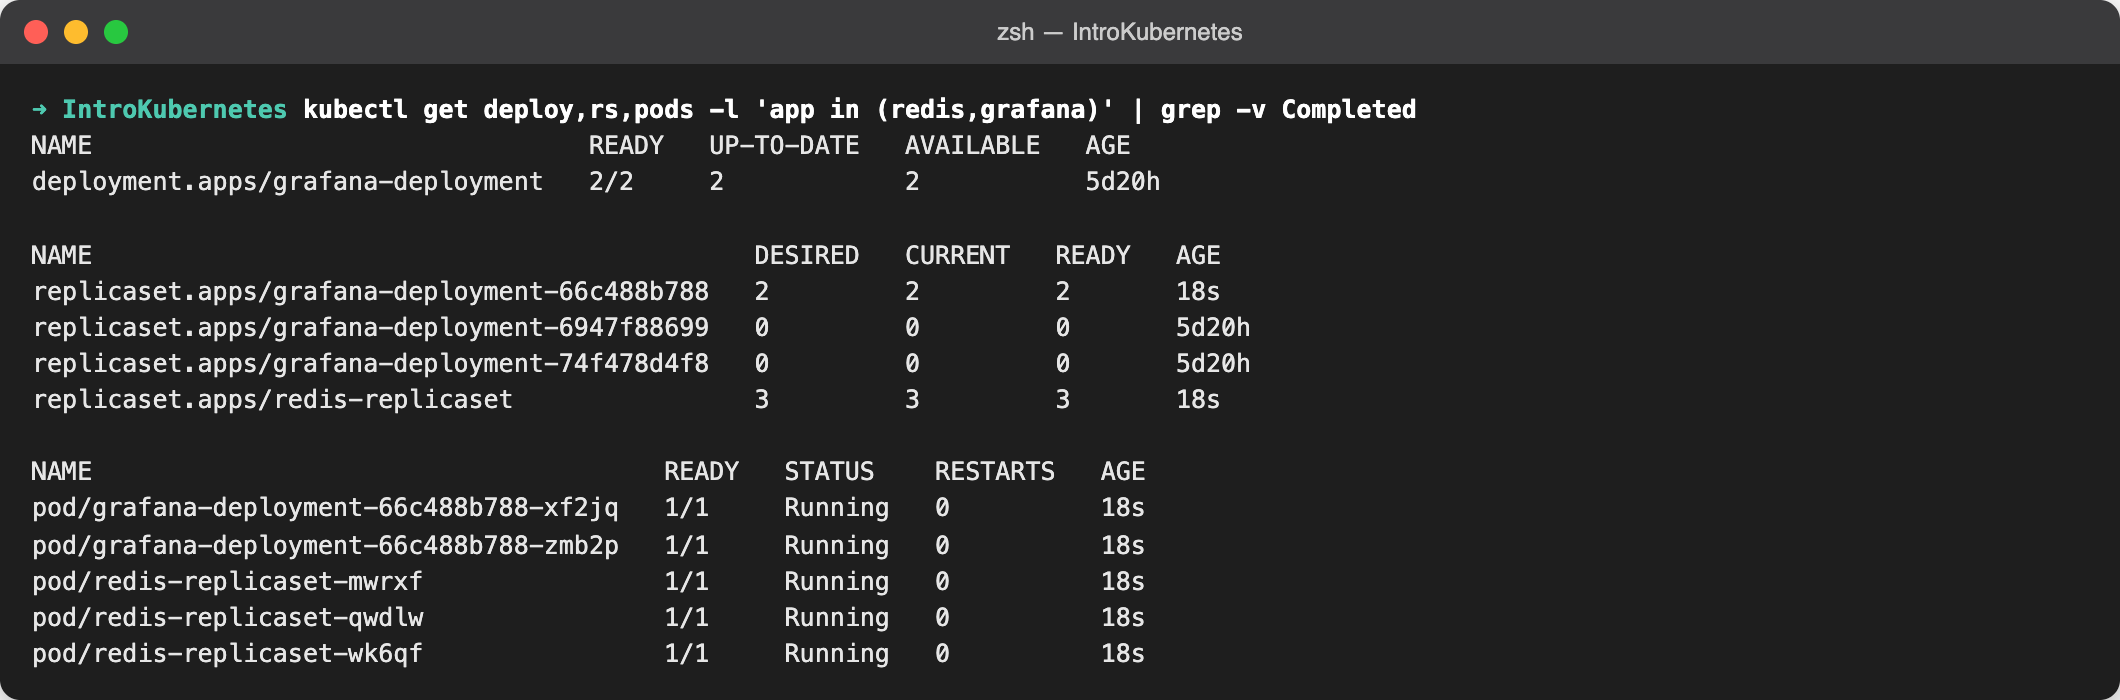 zsh — IntroKubernetes
➜ IntroKubernetes kubectl get deploy,rs,pods -l 'app in (redis,grafana)' | grep -v Completed
NAME                                 READY   UP-TO-DATE   AVAILABLE   AGE
deployment.apps/grafana-deployment   2/2     2            2           5d20h

NAME                                            DESIRED   CURRENT   READY   AGE
replicaset.apps/grafana-deployment-66c488b788   2         2         2       18s
replicaset.apps/grafana-deployment-6947f88699   0         0         0       5d20h
replicaset.apps/grafana-deployment-74f478d4f8   0         0         0       5d20h
replicaset.apps/redis-replicaset                3         3         3       18s

NAME                                      READY   STATUS    RESTARTS   AGE
pod/grafana-deployment-66c488b788-xf2jq   1/1     Running   0          18s
pod/grafana-deployment-66c488b788-zmb2p   1/1     Running   0          18s
pod/redis-replicaset-mwrxf                1/1     Running   0          18s
pod/redis-replicaset-qwdlw                1/1     Running   0          18s
pod/redis-replicaset-wk6qf                1/1     Running   0          18s